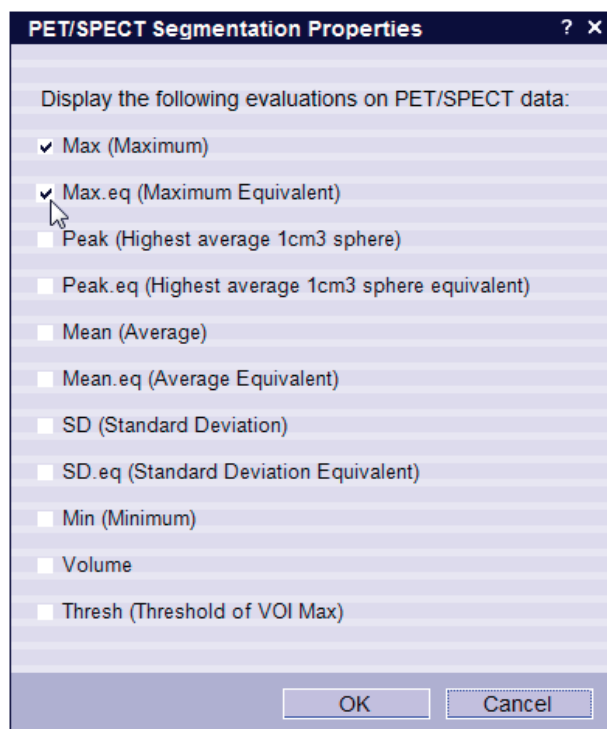 PET/SPECT Segmentation Properties ? ×
Display the following evaluations on PET/SPECT data:
Max (Maximum)
Max.eq (Maximum Equivalent)
Peak (Highest average 1cm3 sphere)
Peak.eq (Highest average 1cm3 sphere equivalent)
Mean (Average)
Mean.eq (Average Equivalent)
SD (Standard Deviation)
SD.eq (Standard Deviation Equivalent)
Min (Minimum)
Volume
Thresh (Threshold of VOI Max)
OK Cancel